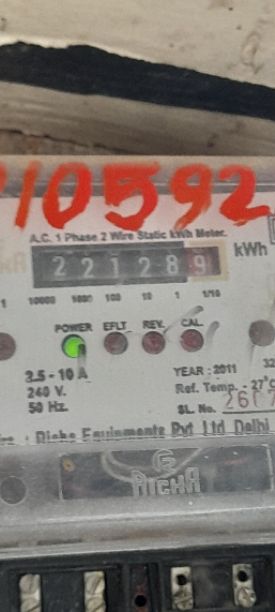 10592
A.C. 1 Phase 2 Wire Static kWh Meter.
22128 9 kWh
10000 1000 100 10 1 1/10
POWER EFLT REV. CAL.
2.5 - 10 A YEAR : 2011
240 V. Ref. Temp. - 27°C
50 Hz. SL. No.
Equipments Pvt Ltd Delhi
RICHA